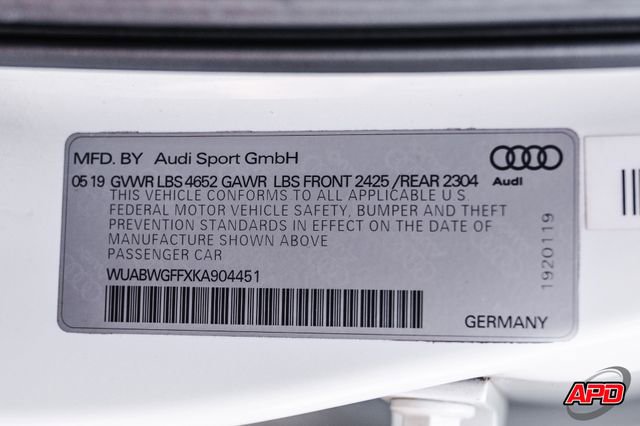 MFD. BY Audi Sport GmbH
05 19 GVWR LBS 4652 GAWR LBS FRONT 2425 /REAR 2304
Audi
THIS VEHICLE CONFORMS TO ALL APPLICABLE U S
FEDERAL MOTOR VEHICLE SAFETY, BUMPER AND THEFT
PREVENTION STANDARDS IN EFFECT ON THE DATE OF
MANUFACTURE SHOWN ABOVE
PASSENGER CAR
WUABWGFFXKA904451
1920119
GERMANY
APD